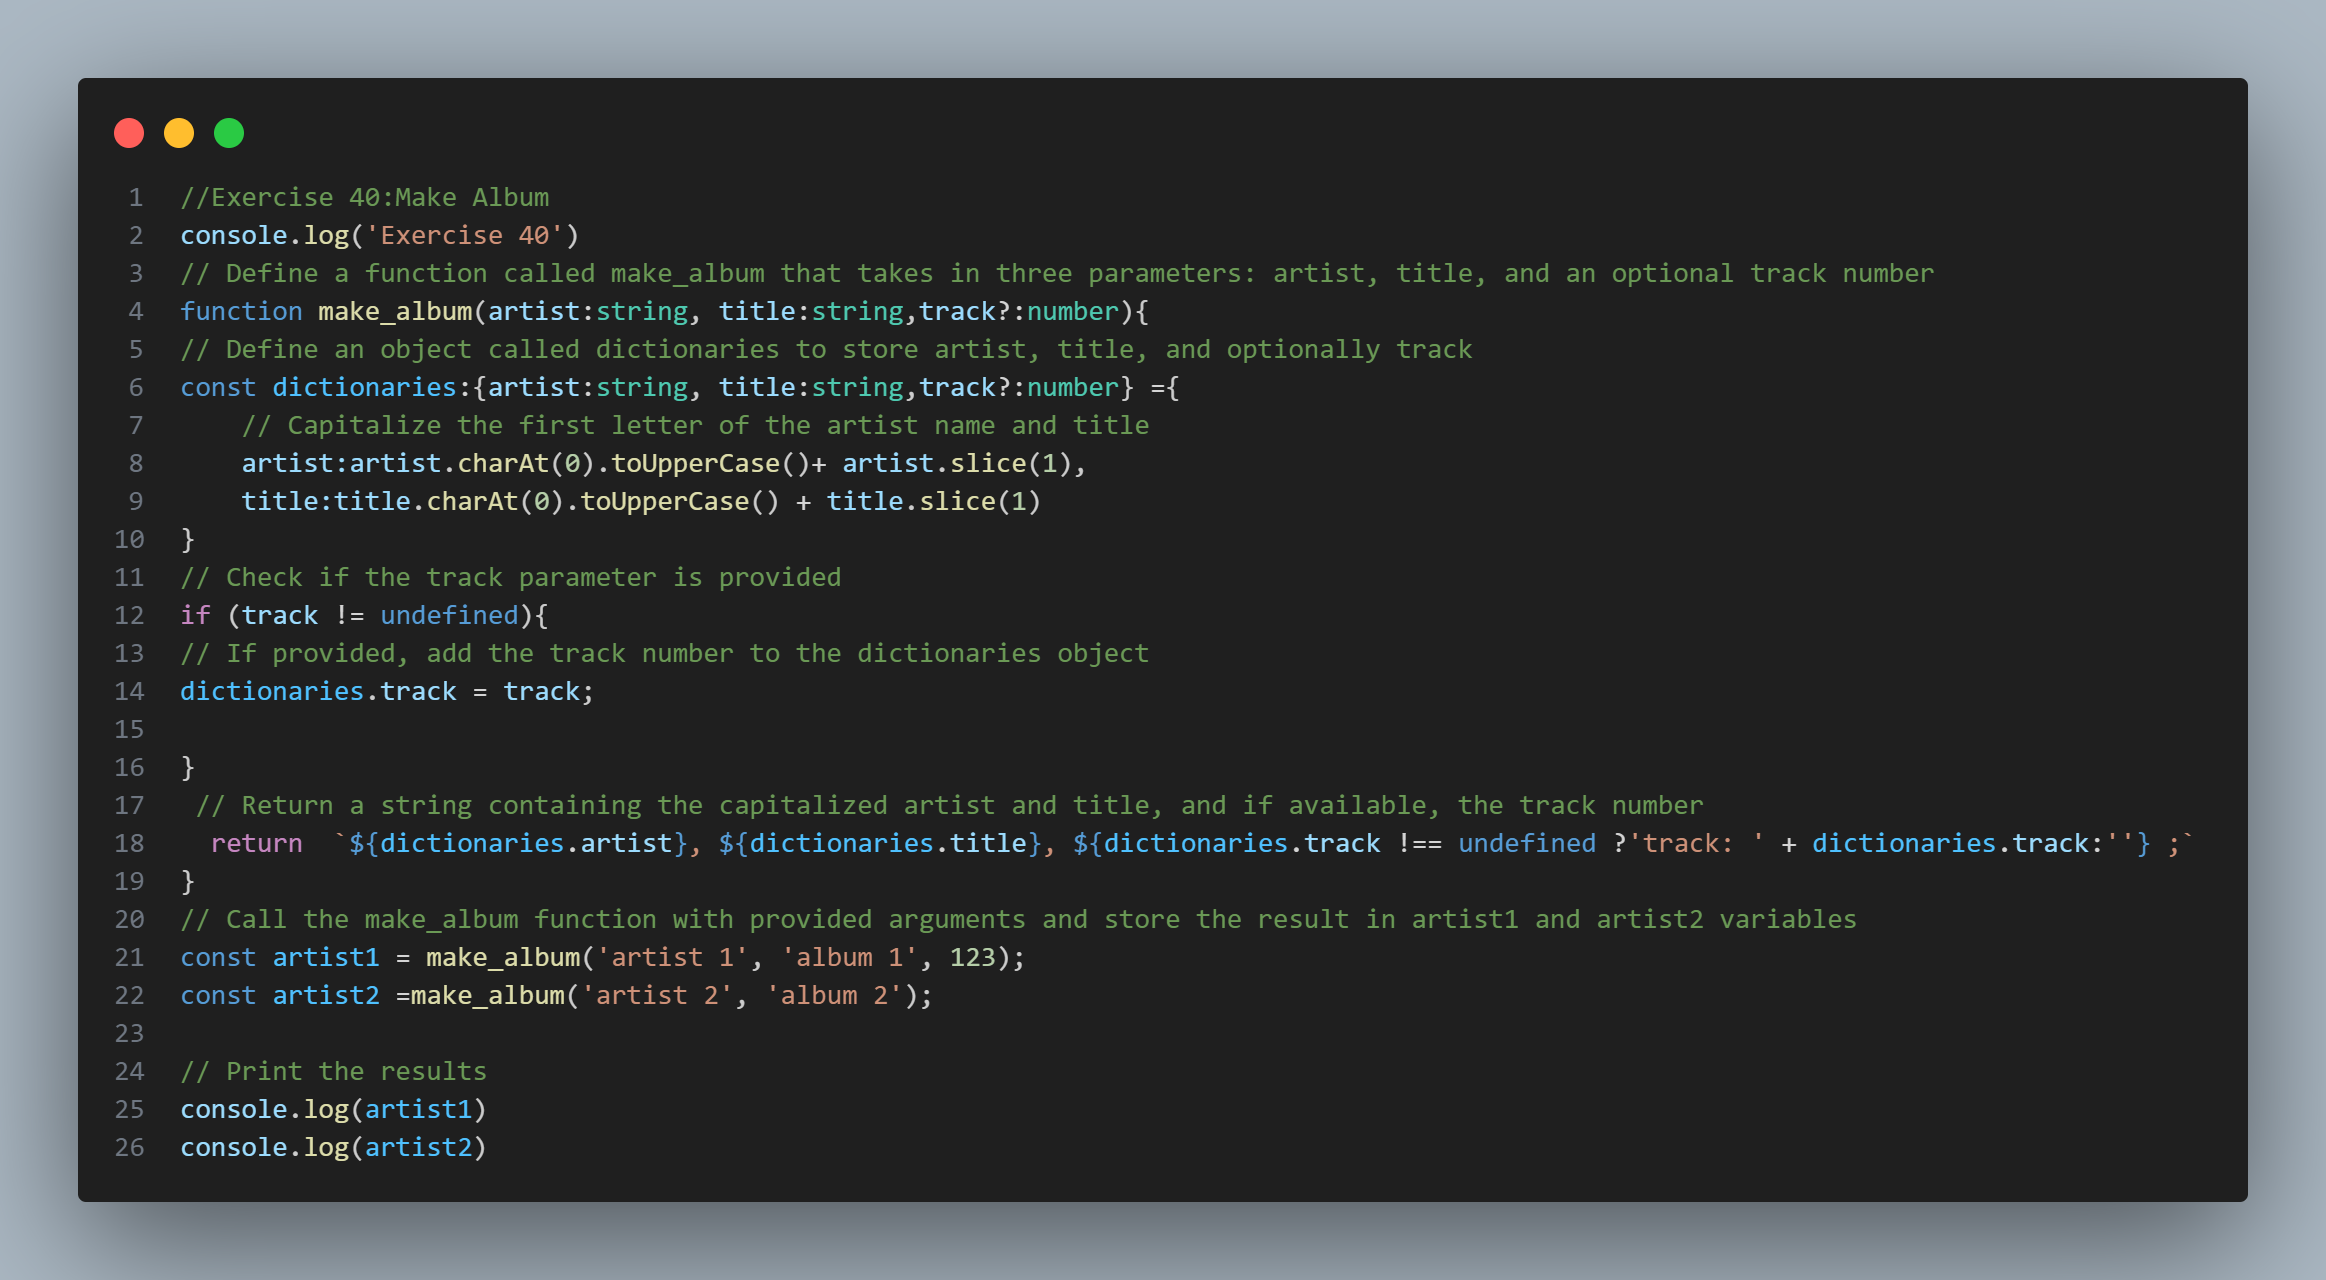 1 //Exercise 40:Make Album
2 console.log('Exercise 40')
3 // Define a function called make_album that takes in three parameters: artist, title, and an optional track number
4 function make_album(artist:string, title:string,track?:number){
5 // Define an object called dictionaries to store artist, title, and optionally track
6 const dictionaries:{artist:string, title:string,track?:number} ={
7     // Capitalize the first letter of the artist name and title
8     artist:artist.charAt(0).toUpperCase()+ artist.slice(1),
9     title:title.charAt(0).toUpperCase() + title.slice(1)
10 }
11 // Check if the track parameter is provided
12 if (track != undefined){
13 // If provided, add the track number to the dictionaries object
14 dictionaries.track = track;
15
16 }
17  // Return a string containing the capitalized artist and title, and if available, the track number
18   return  `${dictionaries.artist}, ${dictionaries.title}, ${dictionaries.track !== undefined ?'track: ' + dictionaries.track:''} ;`
19 }
20 // Call the make_album function with provided arguments and store the result in artist1 and artist2 variables
21 const artist1 = make_album('artist 1', 'album 1', 123);
22 const artist2 =make_album('artist 2', 'album 2');
23
24 // Print the results
25 console.log(artist1)
26 console.log(artist2)